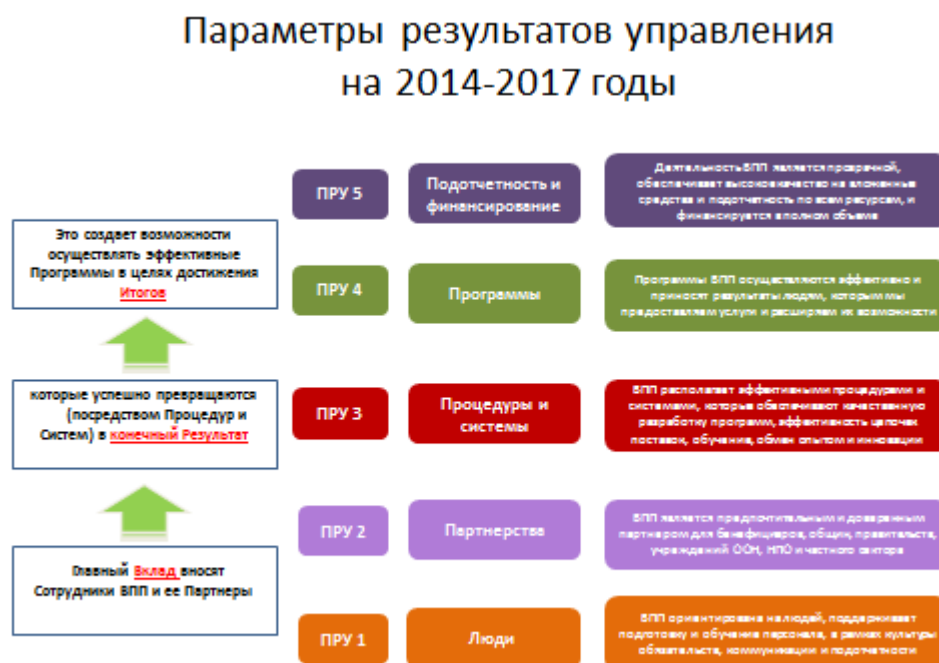 Параметры результатов управления
на 2014-2017 годы
ПРУ 5
Подотчетность и
финансирование
Деятельность ВПП является прозрачной,
обеспечивает высокое качество на вложенные
средства и подотчетность по всем ресурсам, и
финансируется в полном объеме
Это создает возможности
осуществлять эффективные
Программы в целях достижения
Итогов
ПРУ 4
Программы
Программы ВПП осуществляются эффективно и
приносят результаты людям, которым мы
предоставляем услуги и расширяем их возможности
которые успешно превращаются
(посредством Процедур и
Систем) в конечный Результат
ПРУ 3
Процедуры и
системы
ВПП располагает эффективными процедурами и
системами, которые обеспечивают качественную
разработку программ, эффективность цепочек
поставок, обучение, обмен опытом и инновации
ПРУ 2
Партнерства
ВПП является предпочтительным и доверенным
партнером для бенефициаров, общин, правительств,
учреждений ООН, НПО и частного сектора
Главный Вклад вносят
Сотрудники ВПП и ее Партнеры
ПРУ 1
Люди
ВПП ориентирована на людей, поддерживает
подготовку и обучение персонала, в рамках культуры
обязательств, коммуникации и подотчетности